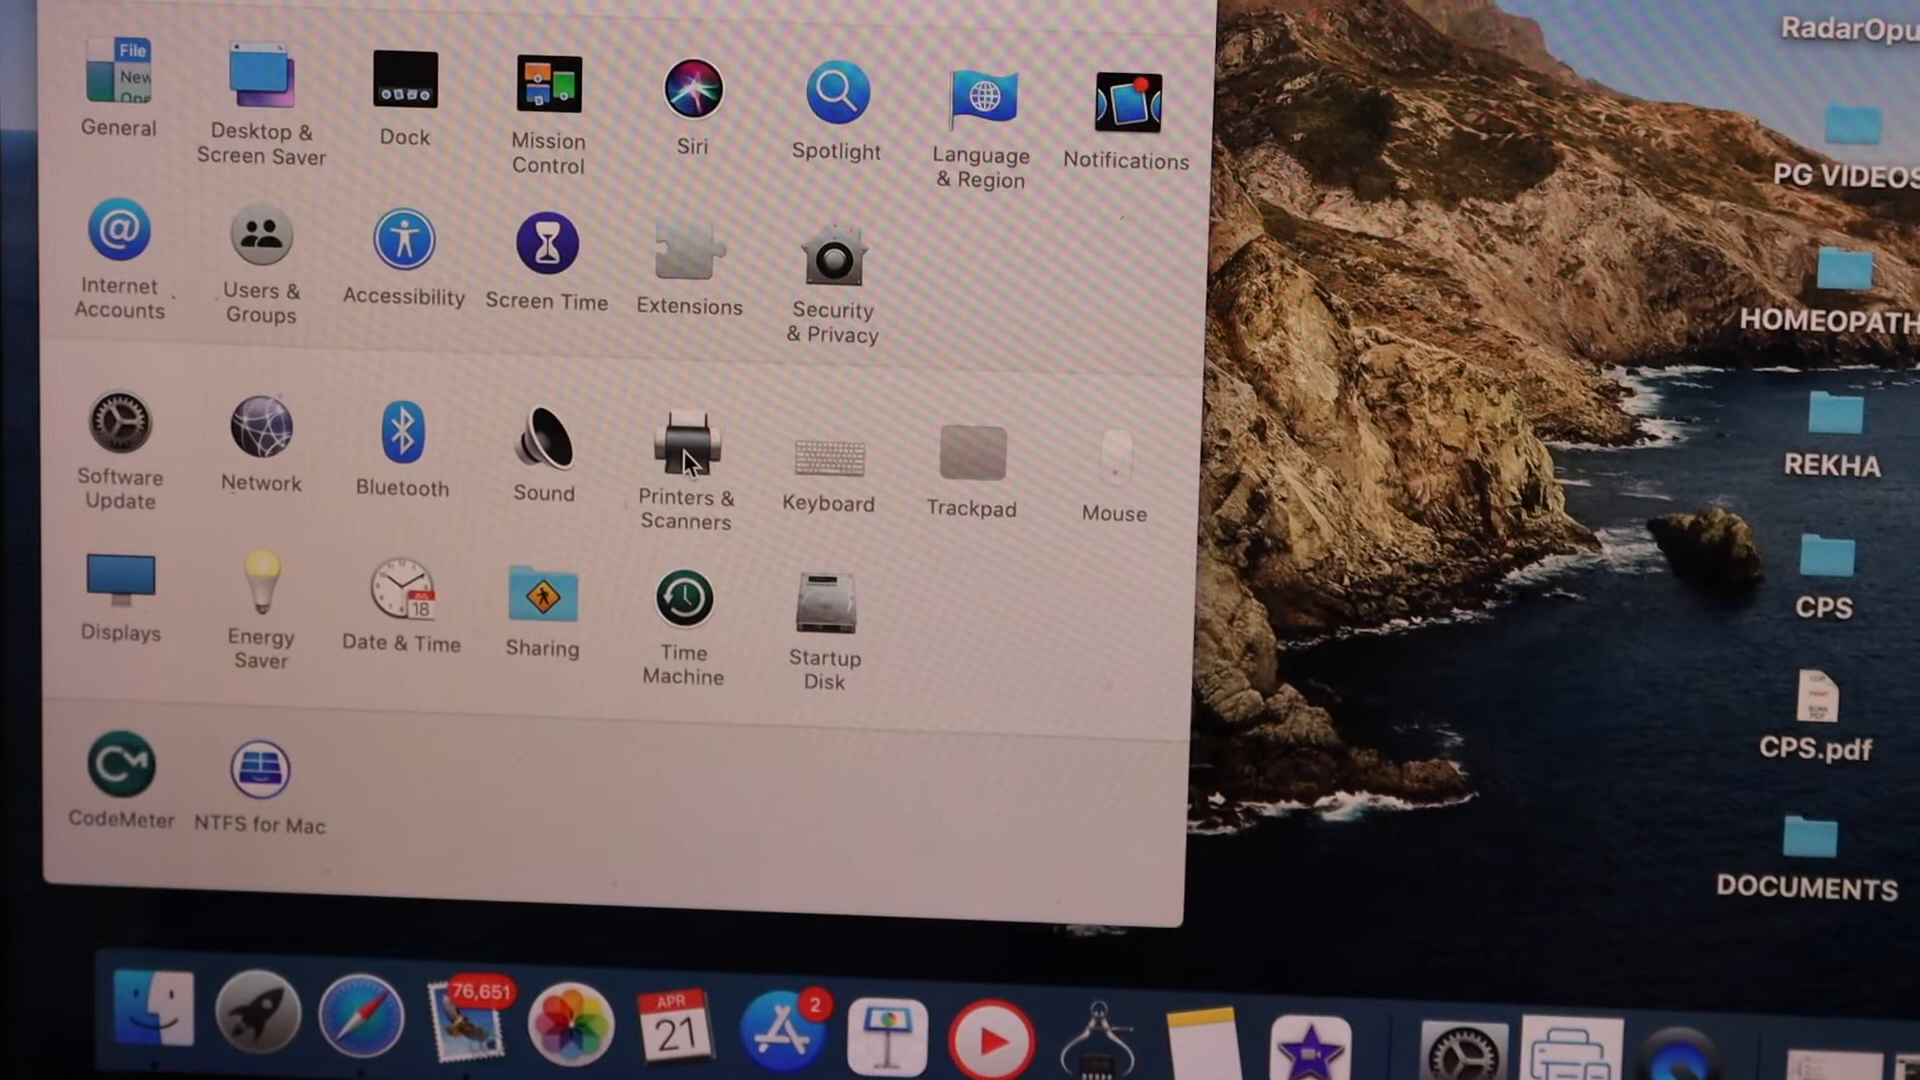 File
New
General
Desktop &
Screen Saver
Dock
Mission
Control
Siri
Spotlight
Language
& Region
Notifications
Internet
Accounts
Users &
Groups
Accessibility
Screen Time
Extensions
Security
& Privacy
Software
Update
Network
Bluetooth
Sound
Printers &
Scanners
Keyboard
Trackpad
Mouse
18
Displays
Energy
Saver
Date & Time
Sharing
Time
Machine
Startup
Disk
CodeMeter
NTFS for Mac
RadarOpu
PG VIDEOS
HOMEOPATH
REKHA
CPS
CPS.pdf
DOCUMENTS
76,651
APR
21
2